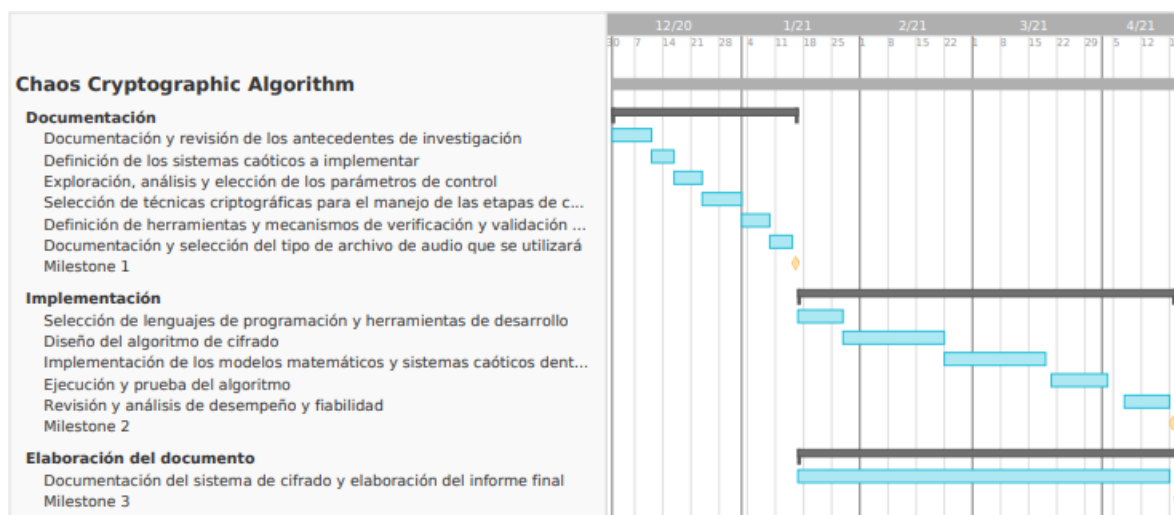 12/20 1/21 2/21 3/21 4/21
30 7 14 21 28 4 11 18 25 1 8 15 22 1 8 15 22 29 5 12
Chaos Cryptographic Algorithm
Documentación
Documentación y revisión de los antecedentes de investigación
Definición de los sistemas caóticos a implementar
Exploración, análisis y elección de los parámetros de control
Selección de técnicas criptográficas para el manejo de las etapas de c...
Definición de herramientas y mecanismos de verificación y validación ...
Documentación y selección del tipo de archivo de audio que se utilizará
Milestone 1
Implementación
Selección de lenguajes de programación y herramientas de desarrollo
Diseño del algoritmo de cifrado
Implementación de los modelos matemáticos y sistemas caóticos dent...
Ejecución y prueba del algoritmo
Revisión y análisis de desempeño y fiabilidad
Milestone 2
Elaboración del documento
Documentación del sistema de cifrado y elaboración del informe final
Milestone 3